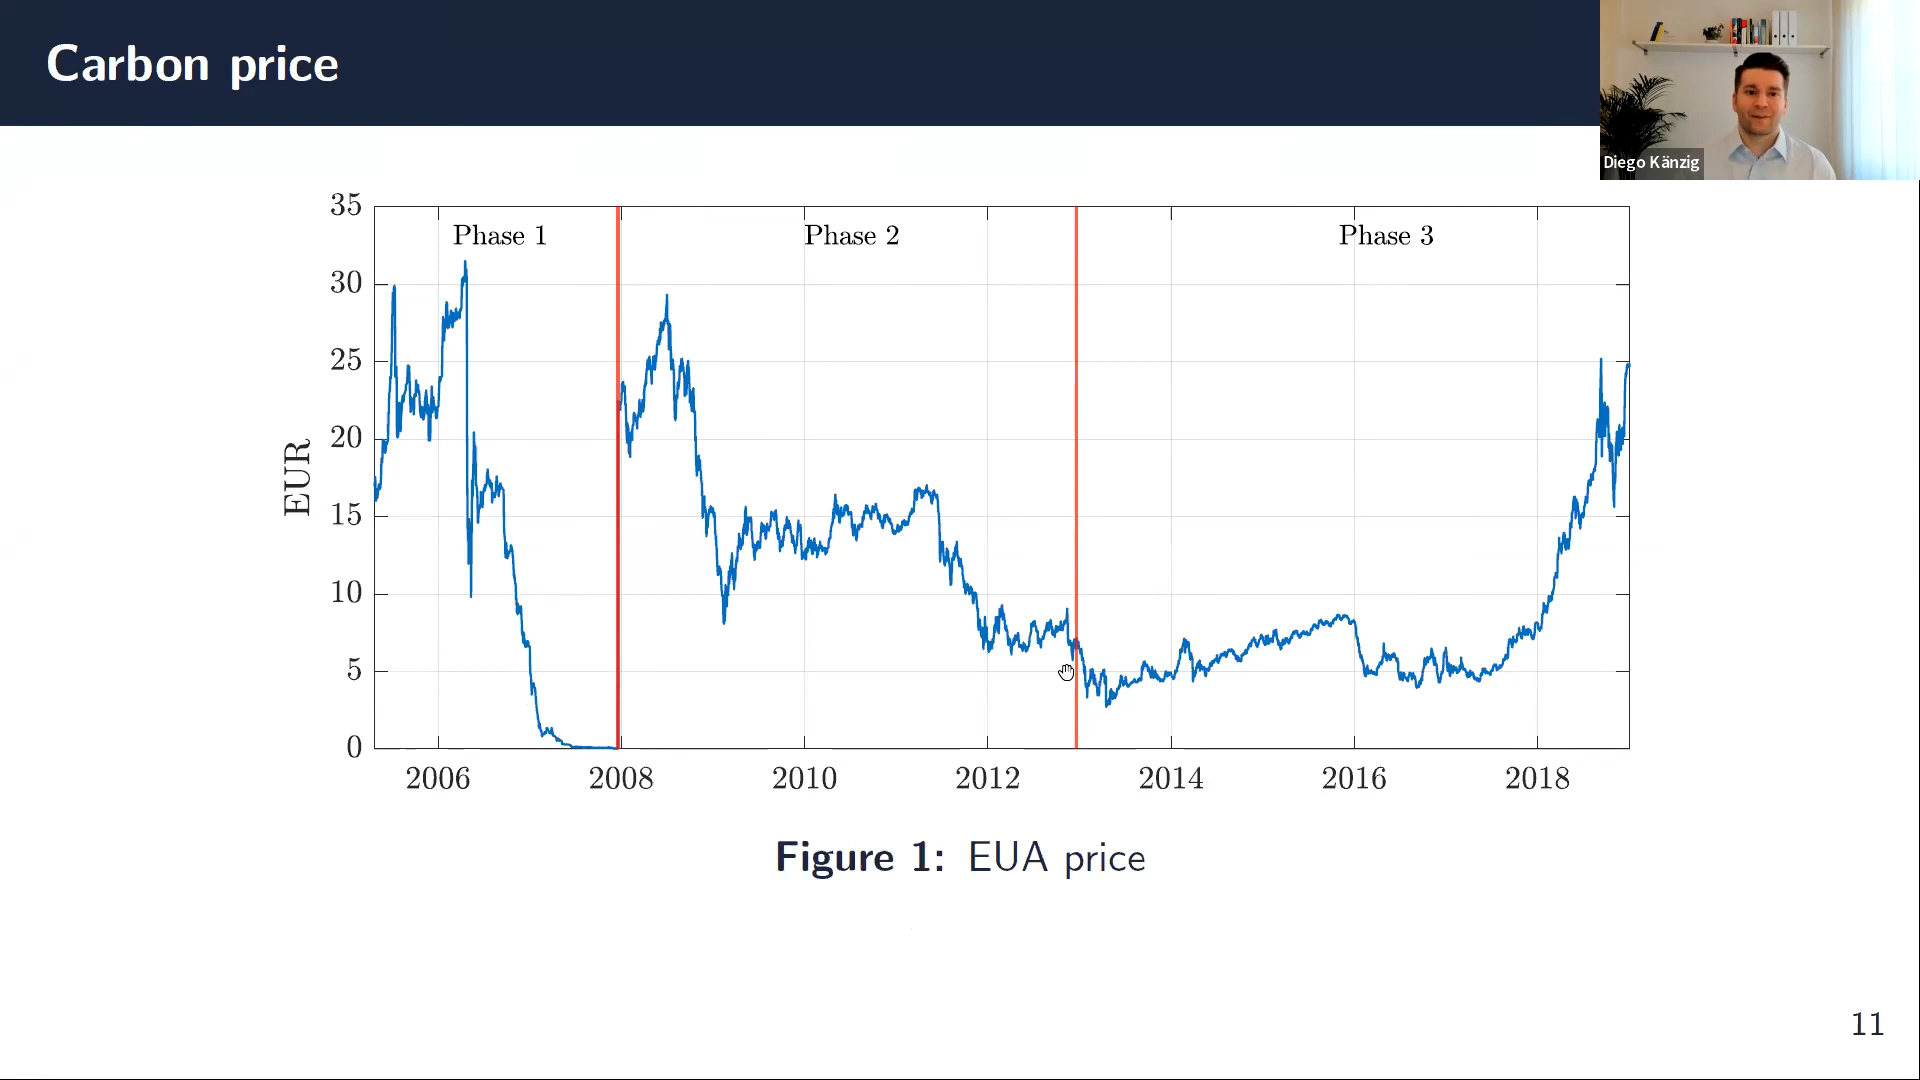 Carbon price
Diego Känzig
35
30
25
20
15
10
5
0
EUR
Phase 1
Phase 2
Phase 3
2006 2008 2010 2012 2014 2016 2018
Figure 1: EUA price
11